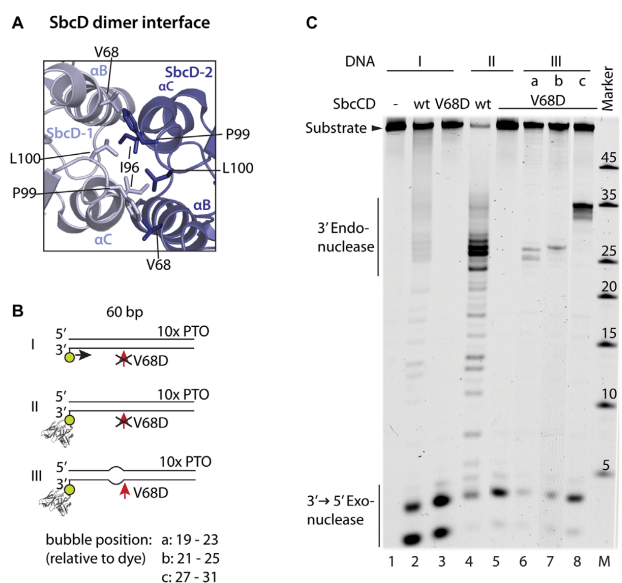 A
SbcD dimer interface
V68
αB
SbcD-2
αC
SbcD-1
P99
L100
I96
L100
P99
αB
αC
V68
B
60 bp
5′ 10x PTO
I
3′
V68D
5′ 10x PTO
II
3′
V68D
5′ 10x PTO
III
3′
V68D
bubble position: a: 19 - 23
(relative to dye) b: 21 - 25
c: 27 - 31
C
DNA I II III
a b c
SbcCD - wt V68D wt V68D
Marker
Substrate
45
35
3′ Endo-
nuclease
25
20
15
10
5
3′→ 5′ Exo-
nuclease
1 2 3 4 5 6 7 8 M